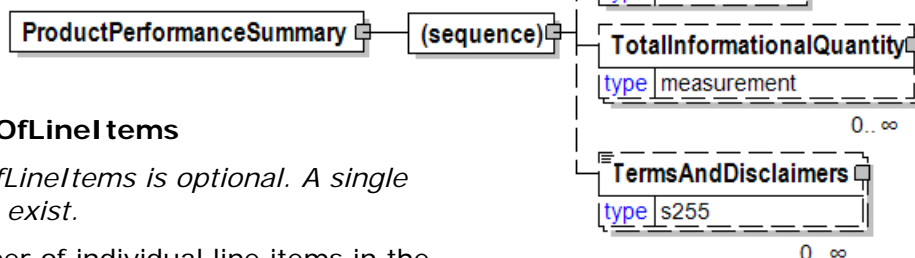 ProductPerformanceSummary
(sequence)
type
TotalInformationalQuantity
type measurement
0.. ∞
TermsAndDisclaimers
type s255
0.. ∞
OfLineItems
fLineItems is optional. A single
exist.
er of individual line items in the